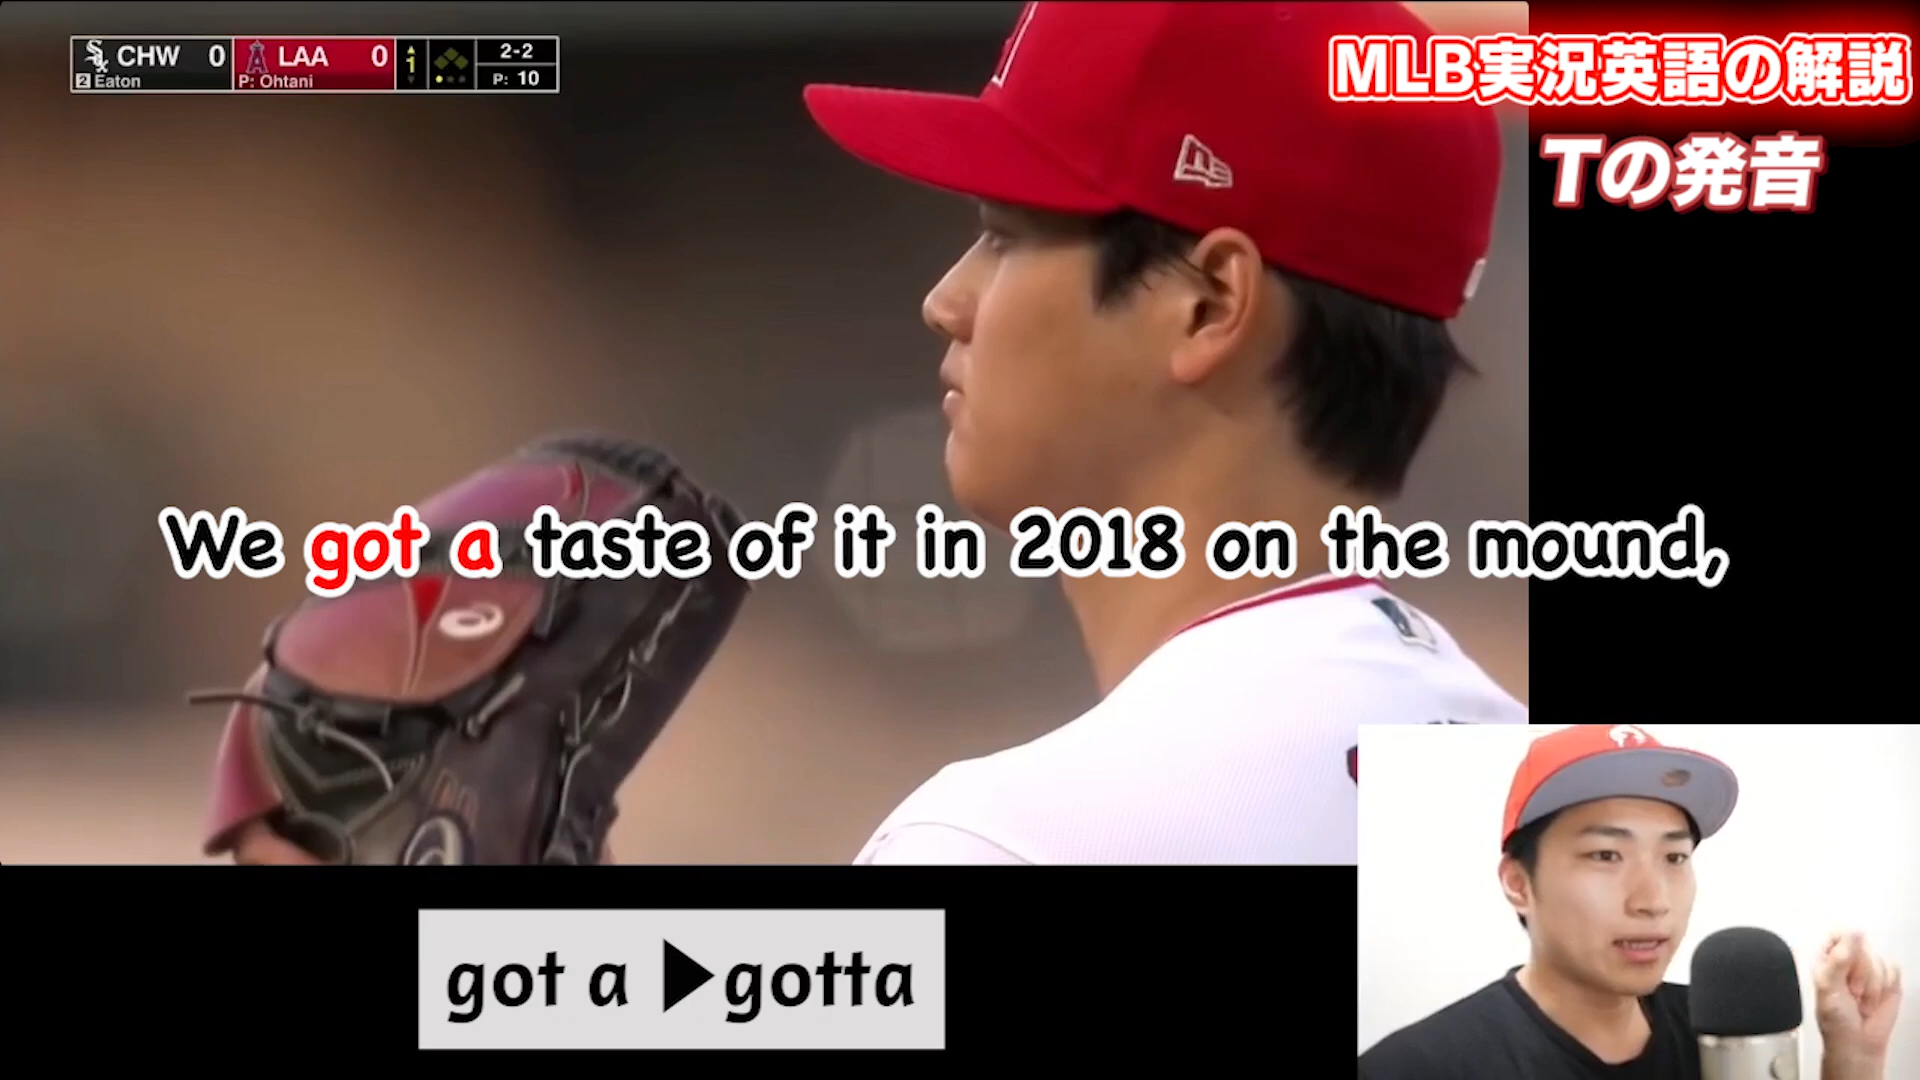 CHW 0 LAA 0 1 2-2
2 Eaton P: Ohtani P: 10
MLB実況英語の解説
Tの発音
We got a taste of it in 2018 on the mound,
got a ▶gotta